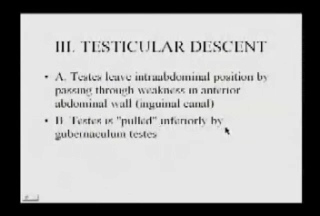 III. TESTICULAR DESCENT
• A. Testes leave intraabdominal position by
passing through weakness in anterior
abdominal wall (inguinal canal)
• B. Testes is "pulled" inferiorly by
gubernaculum testes